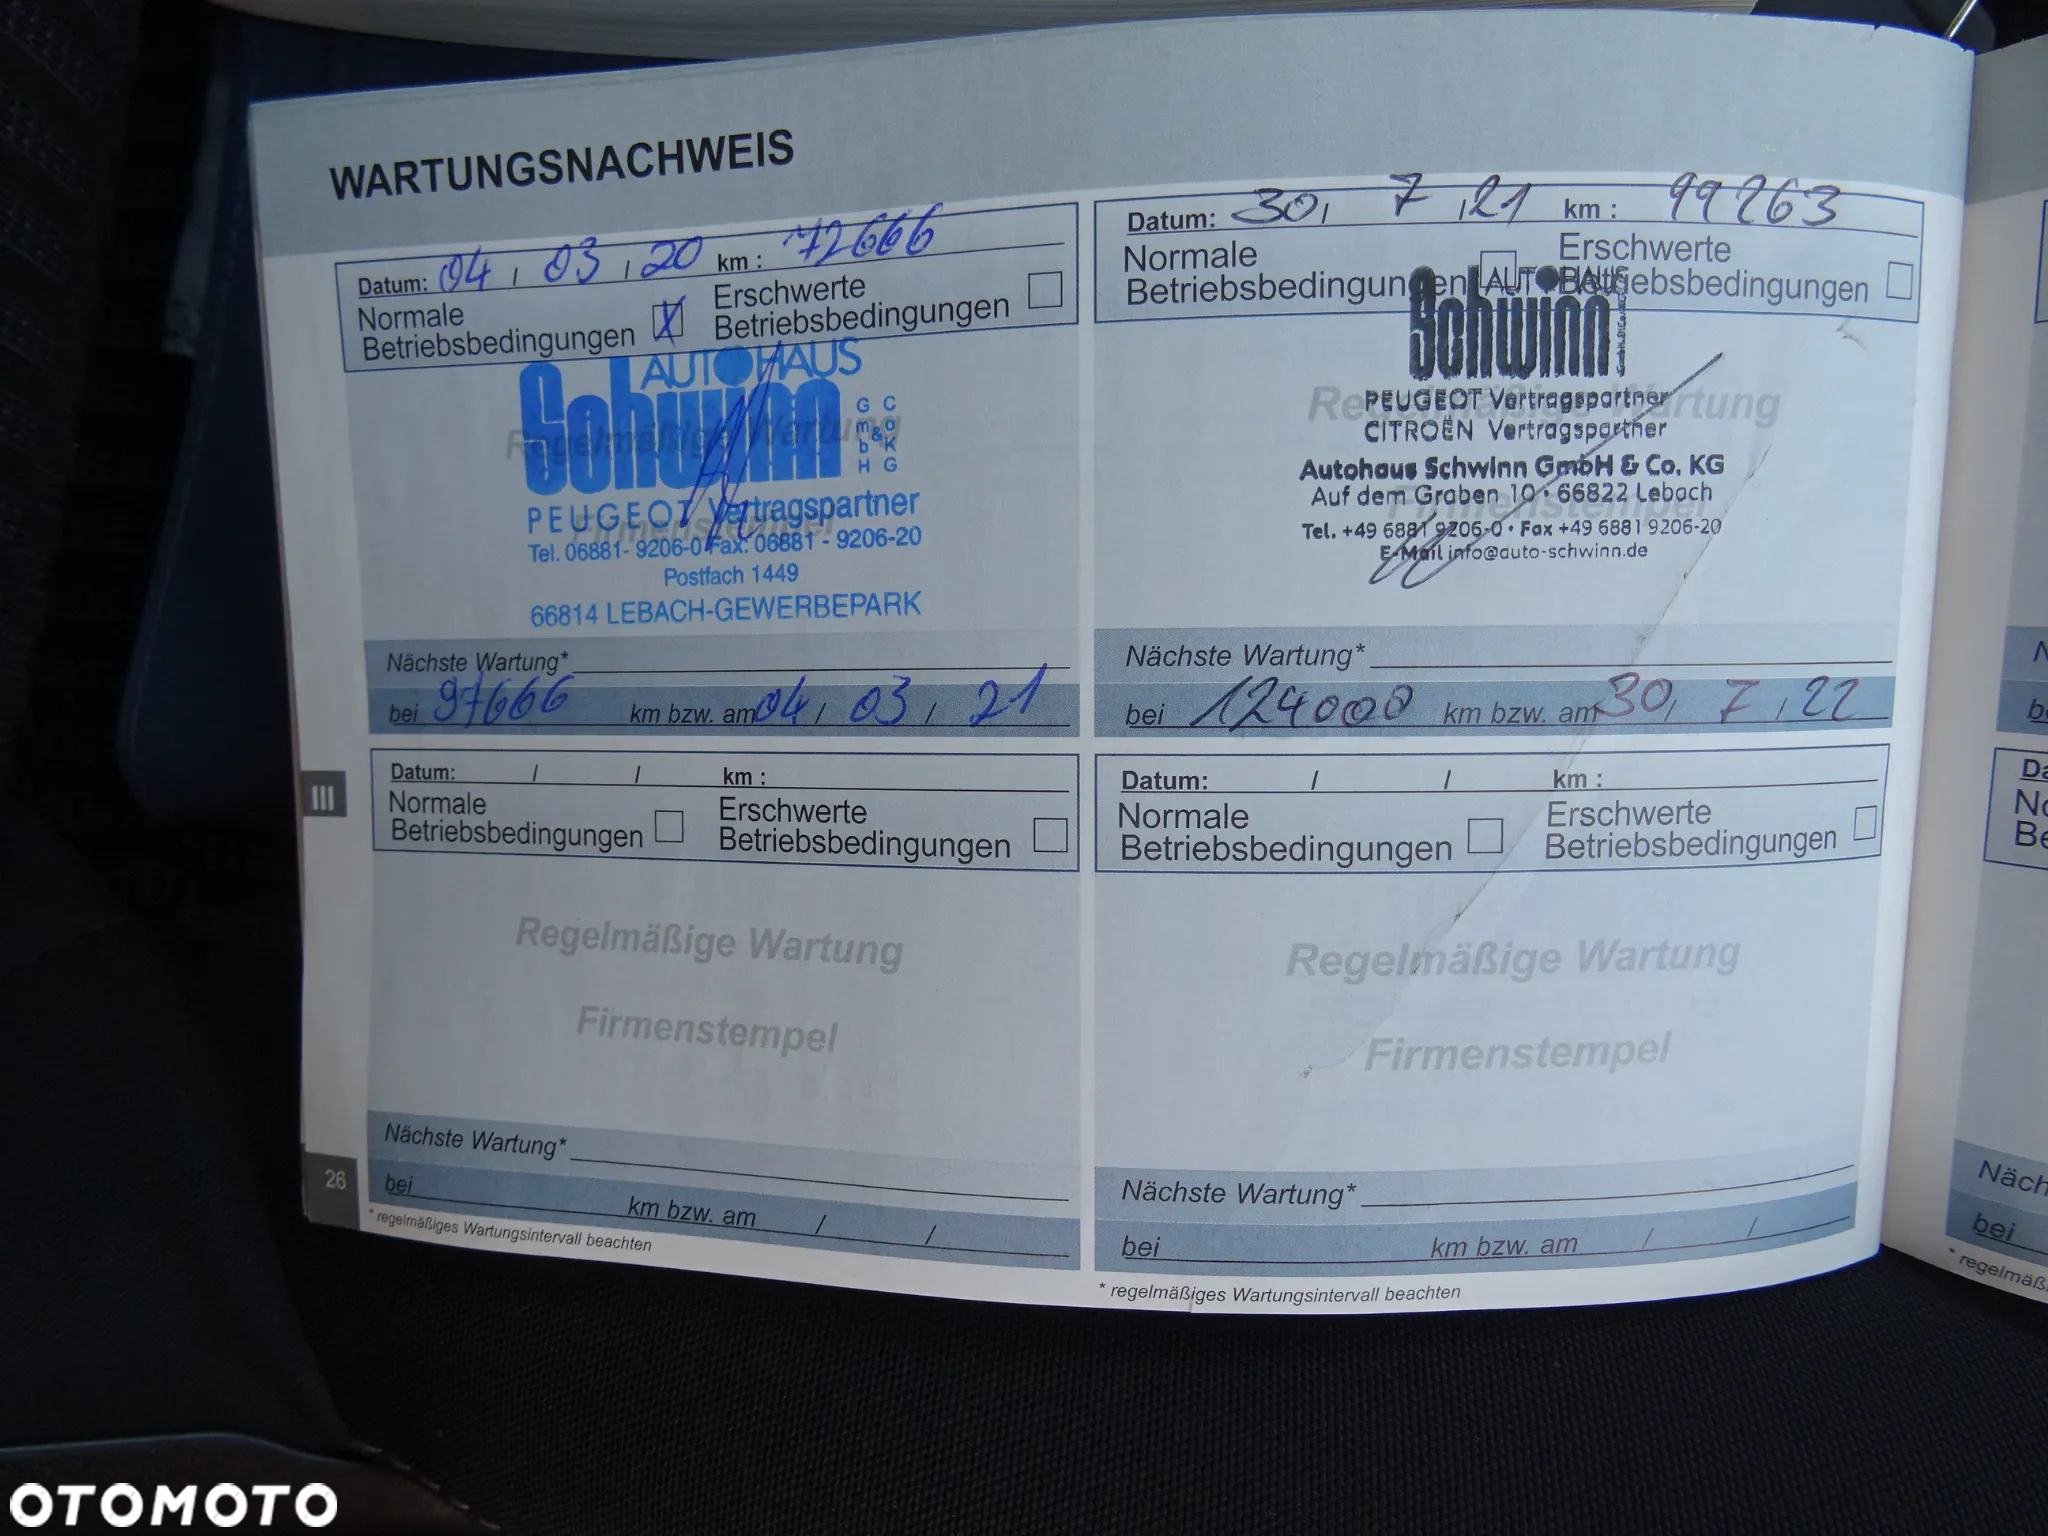 WARTUNGSNACHWEIS
Datum: 04 / 03 / 20 km : 72666
Normale
Betriebsbedingungen X Erschwerte
Betriebsbedingungen
AUTOHAUS
Schwinn
GmbH & Co KG
Regelmäßige Wartung
PEUGEOT Vertragspartner
Firmenstempel
Tel. 06881- 9206-0 Fax: 06881 - 9206-20
Postfach 1449
66814 LEBACH-GEWERBEPARK
Nächste Wartung*
bei 97666 km bzw. am 04 / 03 / 21
Datum: 30 / 7 / 21 km : 99263
Normale
Betriebsbedingungen
Erschwerte
Betriebsbedingungen
AUTOHAUS
Schwinn
Regelmäßige Wartung
PEUGEOT Vertragspartner
CITROËN Vertragspartner
Autohaus Schwinn GmbH & Co. KG
Auf dem Graben 10 • 66822 Lebach
Firmenstempel
Tel. +49 6881 9206-0 • Fax +49 6881 9206-20
E-Mail info@auto-schwinn.de
Nächste Wartung*
bei 124000 km bzw. am 30 / 7 / 22
III
Datum: / / km :
Normale
Betriebsbedingungen
Erschwerte
Betriebsbedingungen
Regelmäßige Wartung
Firmenstempel
Nächste Wartung*
bei km bzw. am / /
* regelmäßiges Wartungsintervall beachten
26
Datum: / / km :
Normale
Betriebsbedingungen
Erschwerte
Betriebsbedingungen
Regelmäßige Wartung
Firmenstempel
Nächste Wartung*
bei km bzw. am / /
* regelmäßiges Wartungsintervall beachten
Näch
bei
OTOMOTO